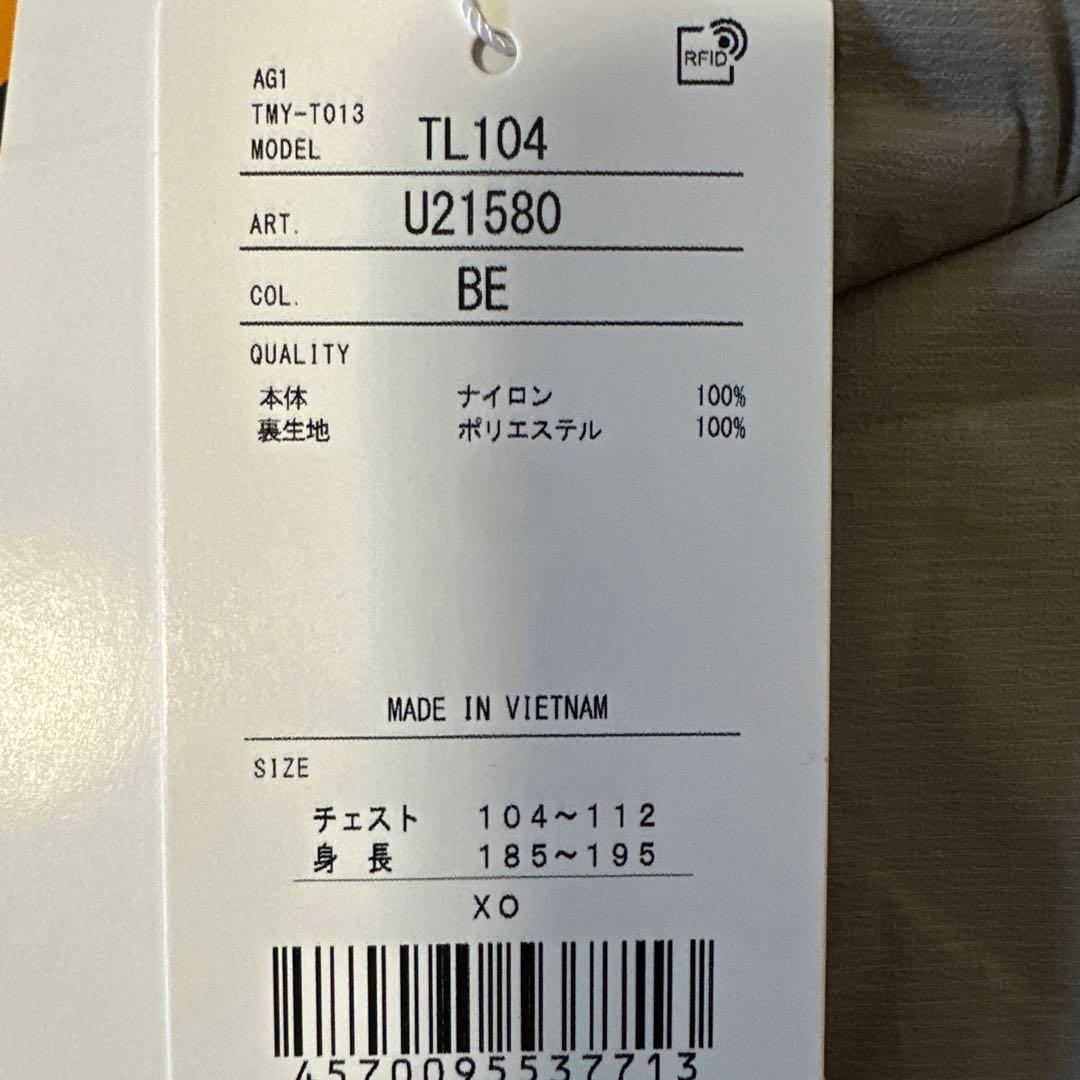 RFID
AG1
TMY-T013
MODEL TL104
ART. U21580
COL. BE
QUALITY
本体 ナイロン 100%
裏生地 ポリエステル 100%
MADE IN VIETNAM
SIZE
チェスト 104~112
身長 185~195
XO
4570095537713